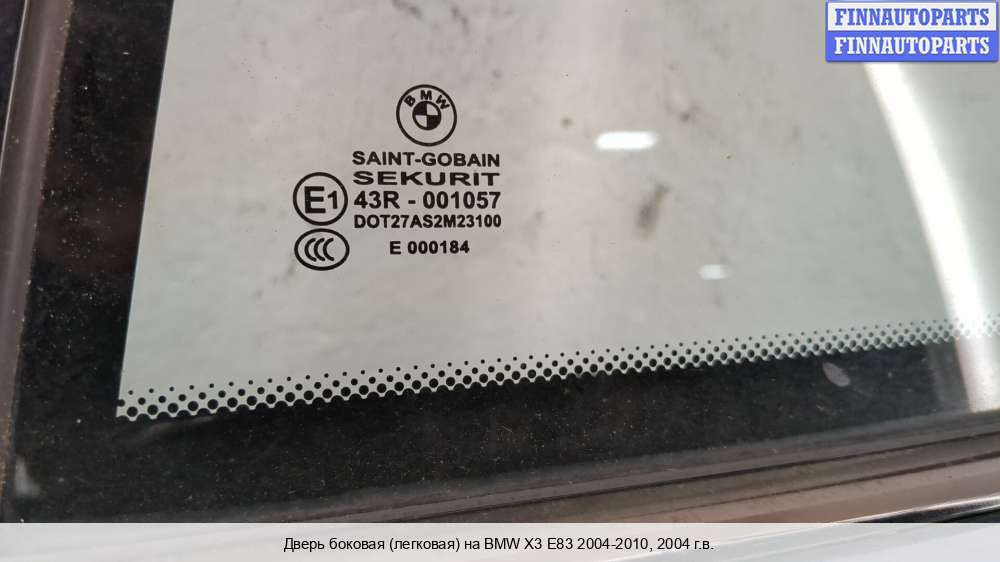 FINNAUTOPARTS
FINNAUTOPARTS
BMW
SAINT-GOBAIN
SEKURIT
E1 43R - 001057
DOT27AS2M23100
CCC E 000184
Дверь боковая (легковая) на BMW X3 E83 2004-2010, 2004 г.в.